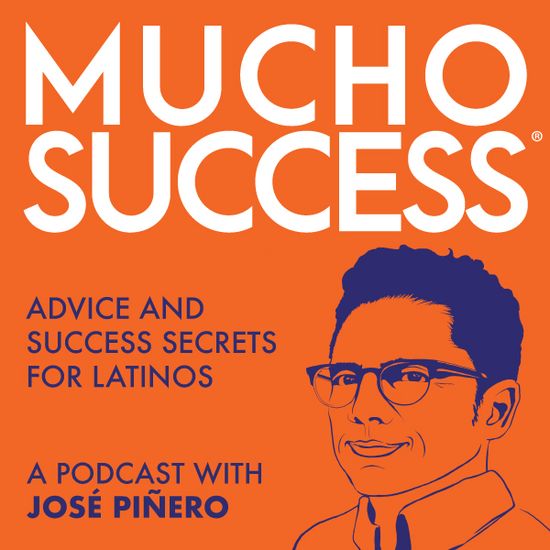 MUCHO
SUCCESS®
ADVICE AND
SUCCESS SECRETS
FOR LATINOS
A PODCAST WITH
JOSÉ PIÑERO